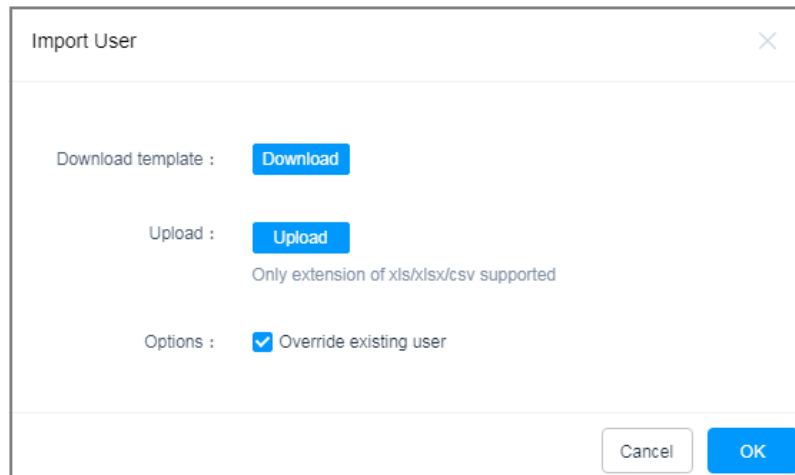 Import User
Download template : Download
Upload : Upload
Only extension of xls/xlsx/csv supported
Options : Override existing user
Cancel OK